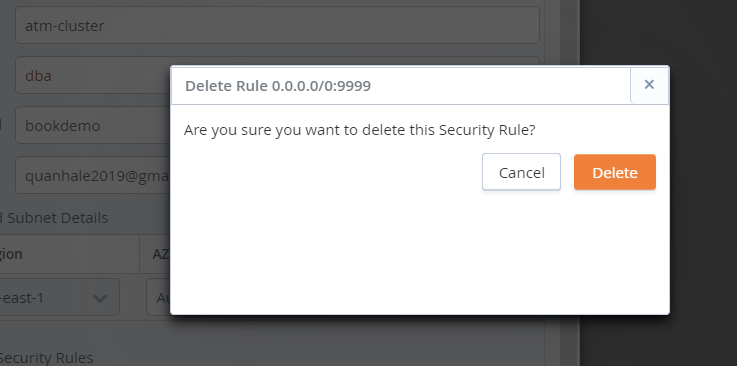 atm-cluster
Delete Rule 0.0.0.0/0:9999
×
dba
Are you sure you want to delete this Security Rule?
bookdemo
Cancel
Delete
quanhale2019@gma
Subnet Details
gion
AZ
-east-1
Au
Security Rules